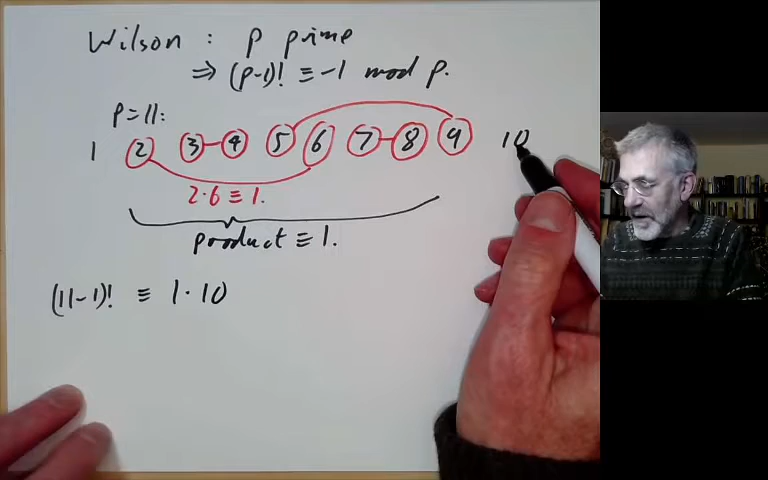 Wilson : p prime
⇒ (p-1)! ≡ -1 mod p.
p=11:
1 2 3 4 5 6 7 8 9 10
2·6 ≡ 1.
product ≡ 1.
(11-1)! ≡ 1·10